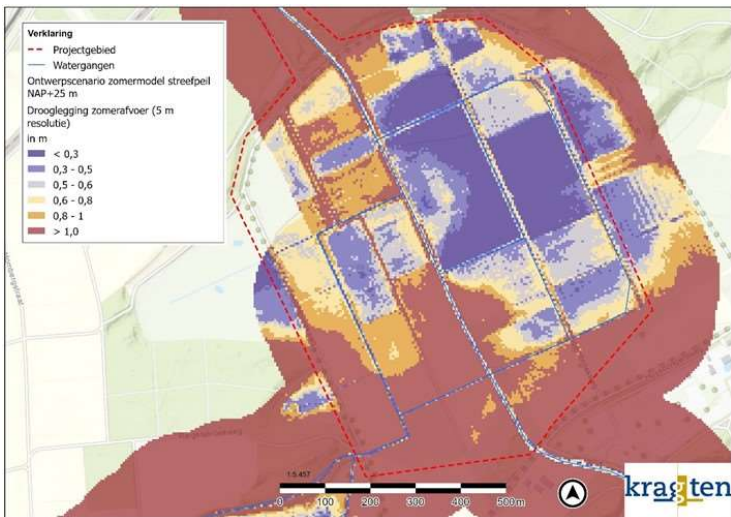 Verklaring
Projectgebied
Watergangen
Ontwerpscenario zomermodel streefpeil
NAP+25 m
Drooglegging zomerafvoer (5 m
resolutie)
in m
< 0,3
0,3 - 0,5
0,5 - 0,6
0,6 - 0,8
0,8 - 1
> 1,0
0 100 200 300 400 500m
kragten